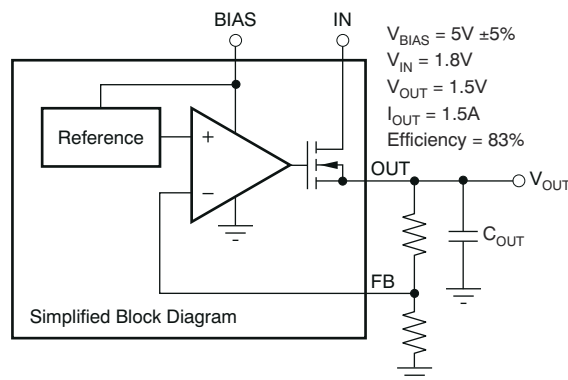 BIAS
IN
V_BIAS = 5V ±5%
V_IN = 1.8V
V_OUT = 1.5V
I_OUT = 1.5A
Efficiency = 83%
Reference
+
−
OUT
V_OUT
C_OUT
FB
Simplified Block Diagram